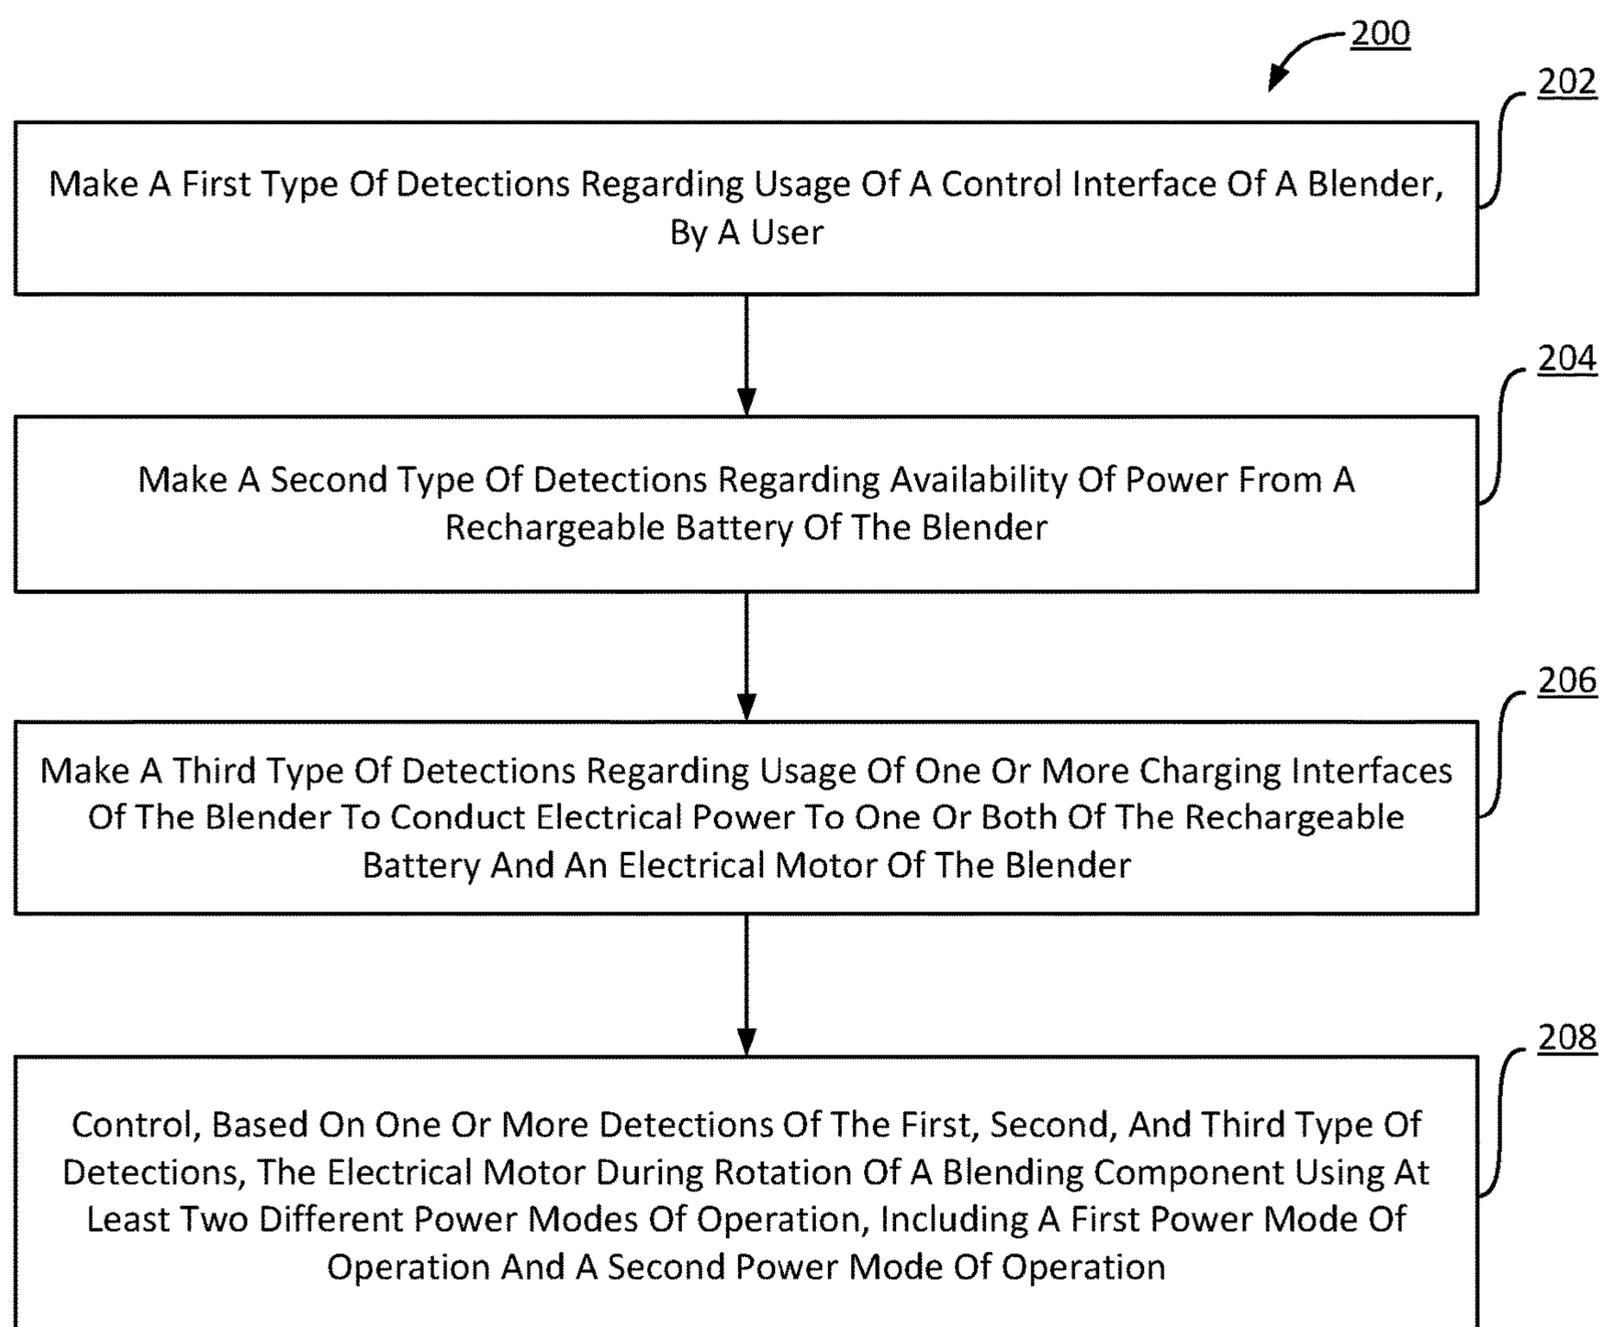 200
202
Make A First Type Of Detections Regarding Usage Of A Control Interface Of A Blender,
By A User
204
Make A Second Type Of Detections Regarding Availability Of Power From A
Rechargeable Battery Of The Blender
206
Make A Third Type Of Detections Regarding Usage Of One Or More Charging Interfaces
Of The Blender To Conduct Electrical Power To One Or Both Of The Rechargeable
Battery And An Electrical Motor Of The Blender
208
Control, Based On One Or More Detections Of The First, Second, And Third Type Of
Detections, The Electrical Motor During Rotation Of A Blending Component Using At
Least Two Different Power Modes Of Operation, Including A First Power Mode Of
Operation And A Second Power Mode Of Operation